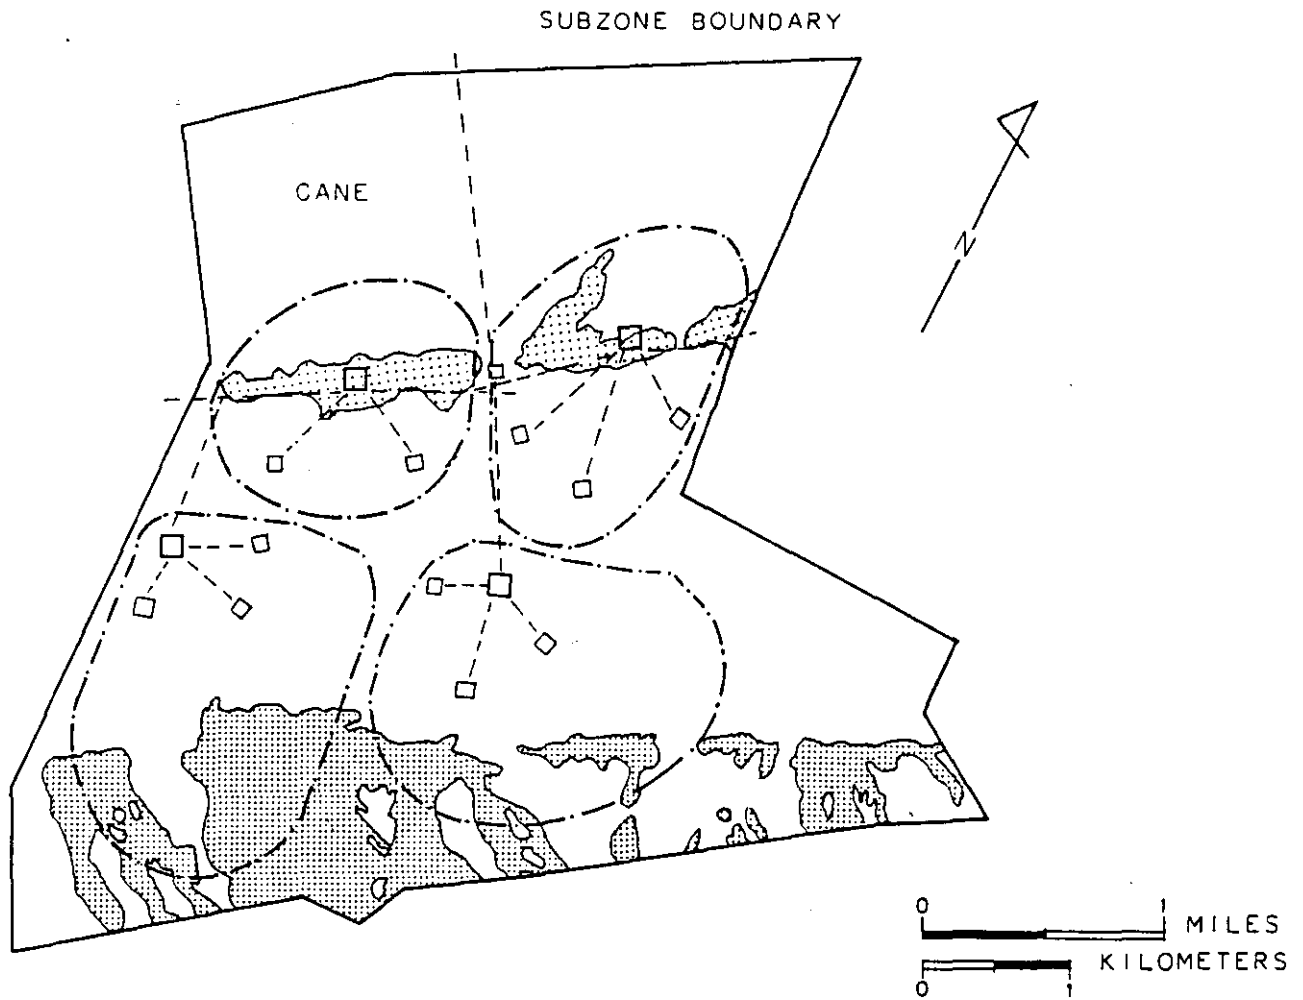 SUBZONE BOUNDARY
CANE
N
0 1 MILES
KILOMETERS
0 1